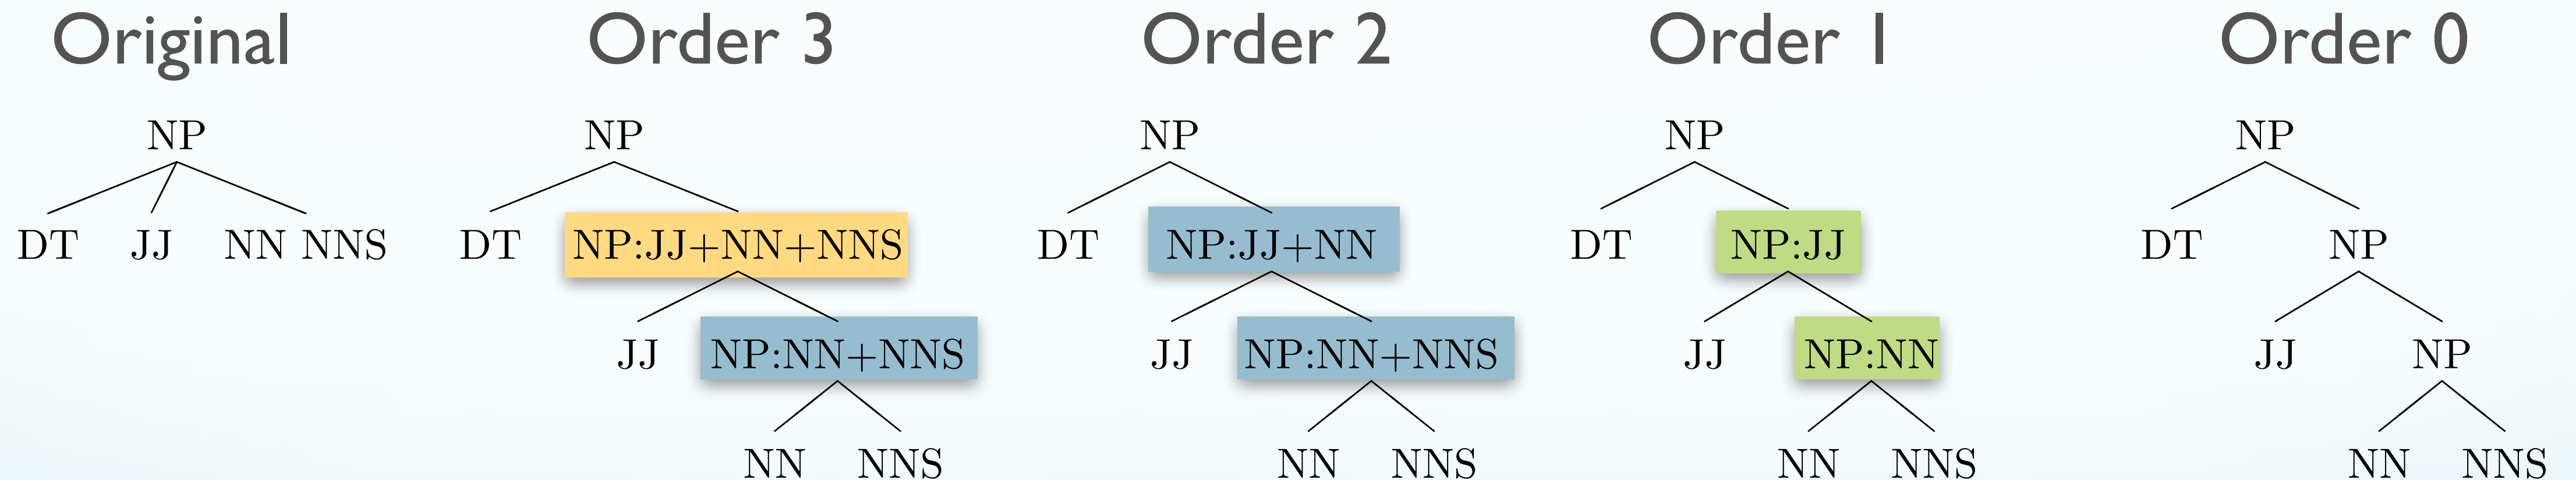 Original Order 3 Order 2 Order 1 Order 0
NP NP NP NP NP
DT JJ NN NNS DT NP:JJ+NN+NNS DT NP:JJ+NN DT NP:JJ DT NP
JJ NP:NN+NNS JJ NP:NN+NNS JJ NP:NN JJ NP
NN NNS NN NNS NN NNS NN NNS